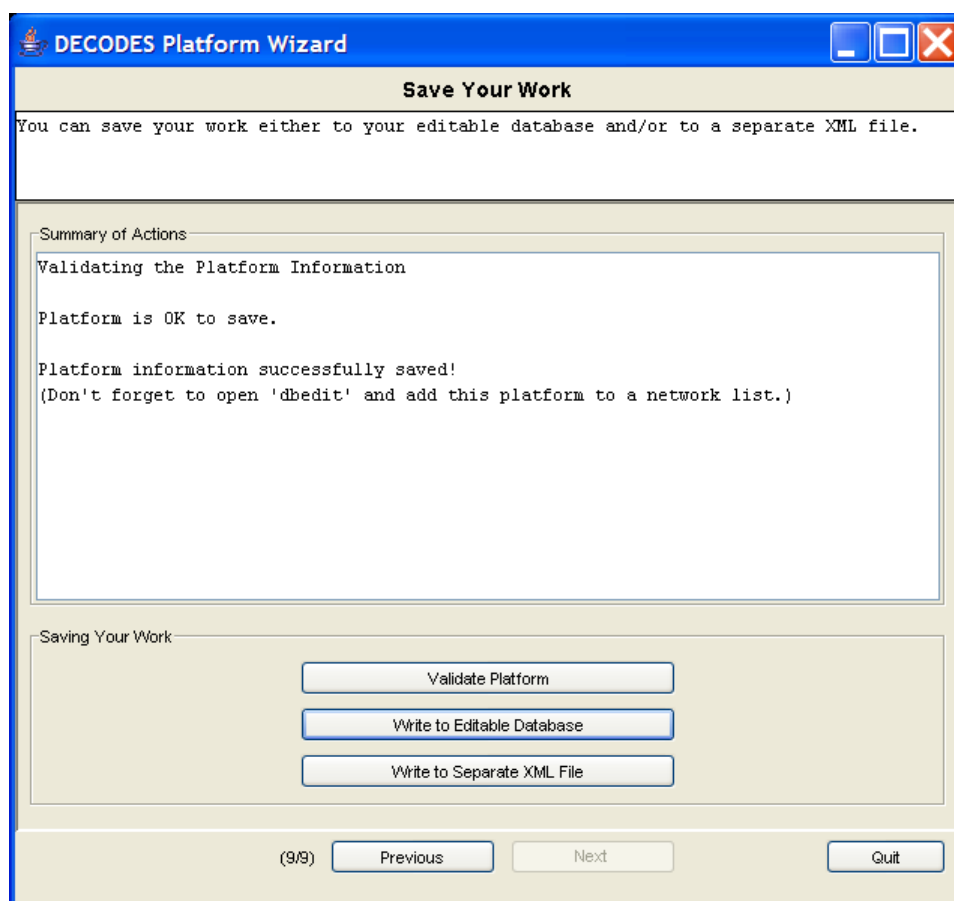 DECODES Platform Wizard
Save Your Work
You can save your work either to your editable database and/or to a separate XML file.
Summary of Actions
Validating the Platform Information
Platform is OK to save.
Platform information successfully saved!
(Don't forget to open 'dbedit' and add this platform to a network list.)
Saving Your Work
Validate Platform
Write to Editable Database
Write to Separate XML File
(9/9) Previous Next Quit